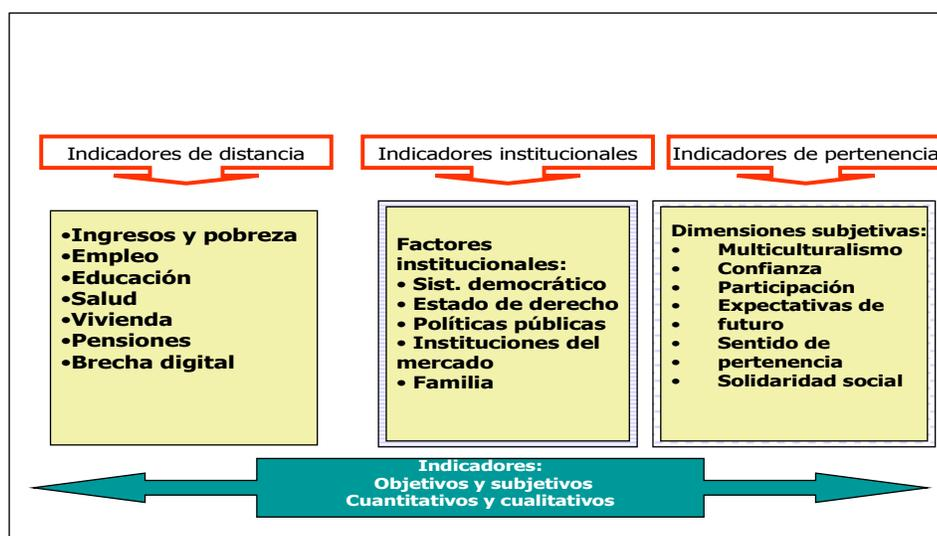 Indicadores de distancia
Indicadores institucionales
Indicadores de pertenencia
•Ingresos y pobreza
•Empleo
•Educación
•Salud
•Vivienda
•Pensiones
•Brecha digital
Factores
institucionales:
• Sist. democrático
• Estado de derecho
• Políticas públicas
• Instituciones del
mercado
• Familia
Dimensiones subjetivas:
• Multiculturalismo
• Confianza
• Participación
• Expectativas de
• futuro
• Sentido de
• pertenencia
• Solidaridad social
Indicadores:
Objetivos y subjetivos
Cuantitativos y cualitativos